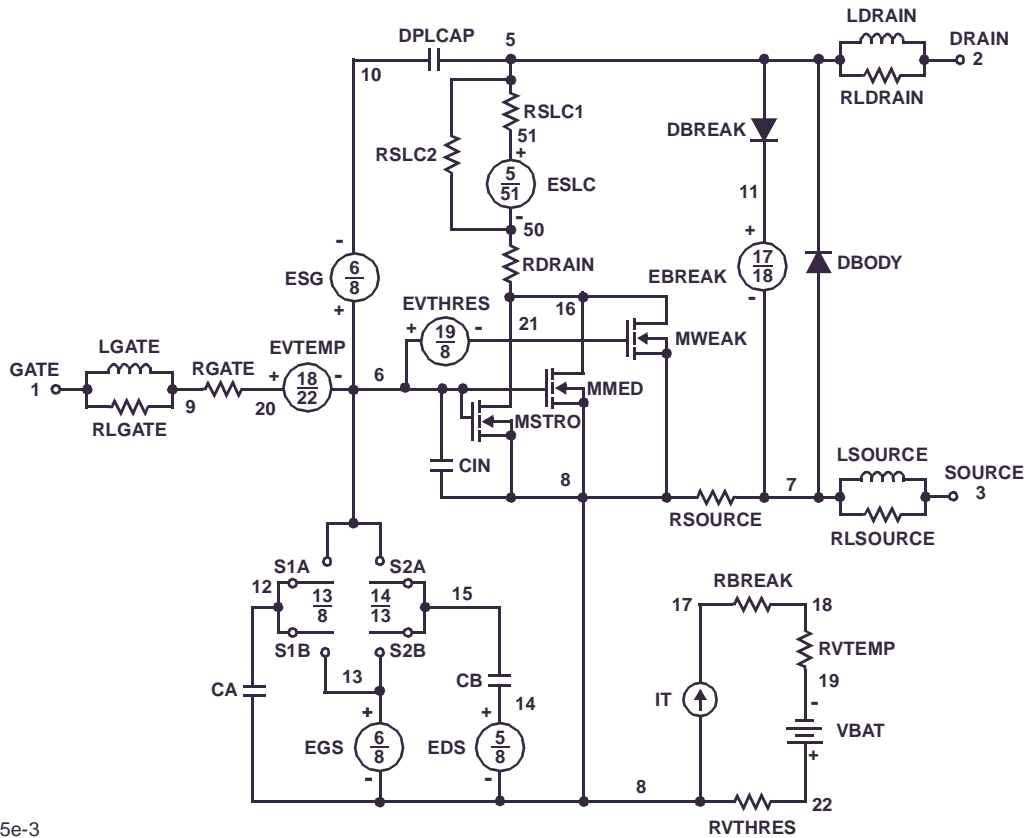 LDRAIN
DPLCAP
5
DRAIN
2
10
RLDRAIN
RSLC1
51
+
DBREAK
RSLC2
5
51
ESLC
11
-
50
+
-
RDRAIN
17
18
EBREAK
DBODY
-
ESG
6
8
+
EVTHRES
16
21
+
19
8
-
MWEAK
LGATE
EVTEMP
GATE
1
RGATE
+
18
22
-
6
MMED
9
20
RLGATE
MSTRO
LSOURCE
CIN
8
7
SOURCE
3
RSOURCE
RLSOURCE
S1A
S2A
12
13
8
14
13
15
RBREAK
17
18
S1B
S2B
RVTEMP
13
CB
19
CA
14
IT
-
+
+
VBAT
EGS
6
8
EDS
5
8
+
-
-
8
22
RVTHRES
5e-3